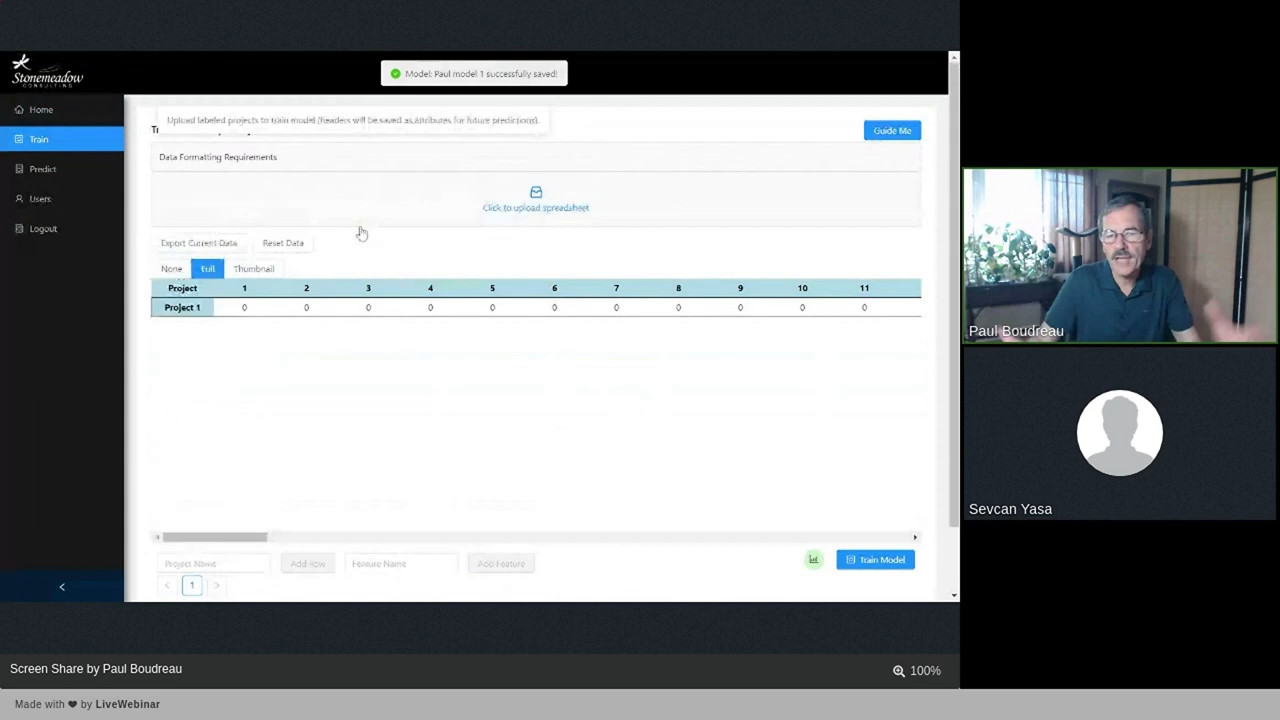 Stonemeadow
CONSULTING
Model: Paul model 1 successfully saved!
Home
Train
Predict
Users
Logout
Upload labeled projects to train model (headers will be saved as attributes for future predictions).
Guide Me
Data Formatting Requirements
Click to upload spreadsheet
Export Current Data Reset Data
None Full Thumbnail
Project 1 2 3 4 5 6 7 8 9 10 11
Project 1 0 0 0 0 0 0 0 0 0 0 0
Project Name Add Row Feature Name Add Feature Train Model
< 1 >
<
Paul Boudreau
Sevcan Yasa
Screen Share by Paul Boudreau
100%
Made with ❤ by LiveWebinar